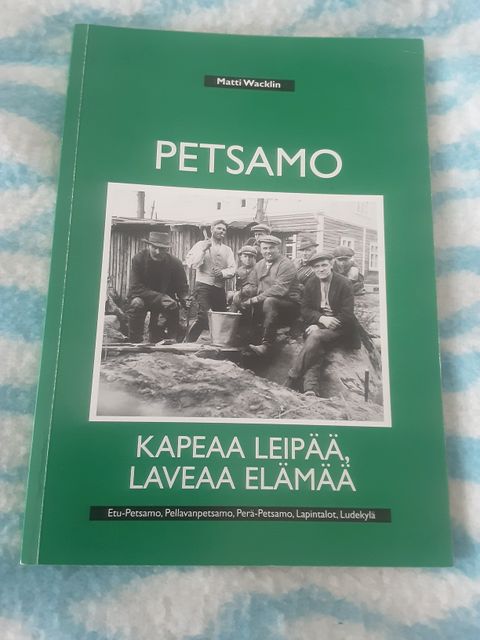 Matti Wacklin
PETSAMO
KAPEAA LEIPÄÄ,
LAVEAA ELÄMÄÄ
Etu-Petsamo, Pellavanpetsamo, Perä-Petsamo, Lapintalot, Ludekylä